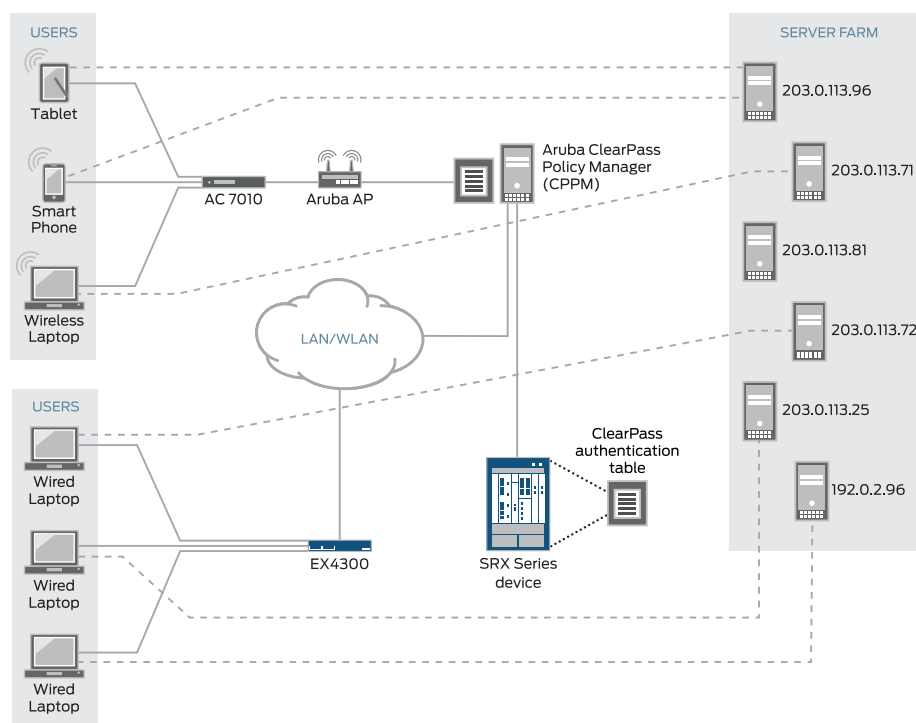 USERS
SERVER FARM
Tablet
203.0.113.96
Aruba ClearPass
Policy Manager
(CPPM)
203.0.113.71
AC 7010
Aruba AP
Smart
Phone
203.0.113.81
Wireless
Laptop
LAN/WLAN
203.0.113.72
USERS
203.0.113.25
ClearPass
authentication
table
Wired
Laptop
192.0.2.96
EX4300
SRX Series
device
Wired
Laptop
Wired
Laptop